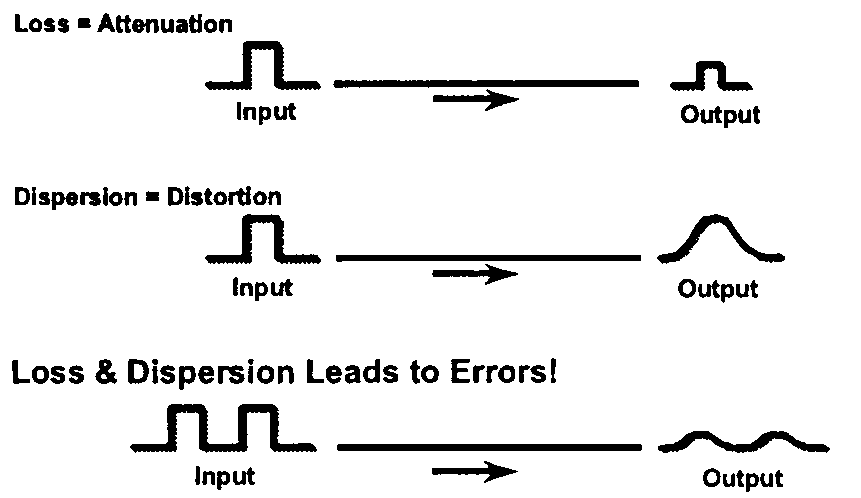 Loss = Attenuation
Input
Output
Dispersion = Distortion
Input
Output
Loss & Dispersion Leads to Errors!
Input
Output